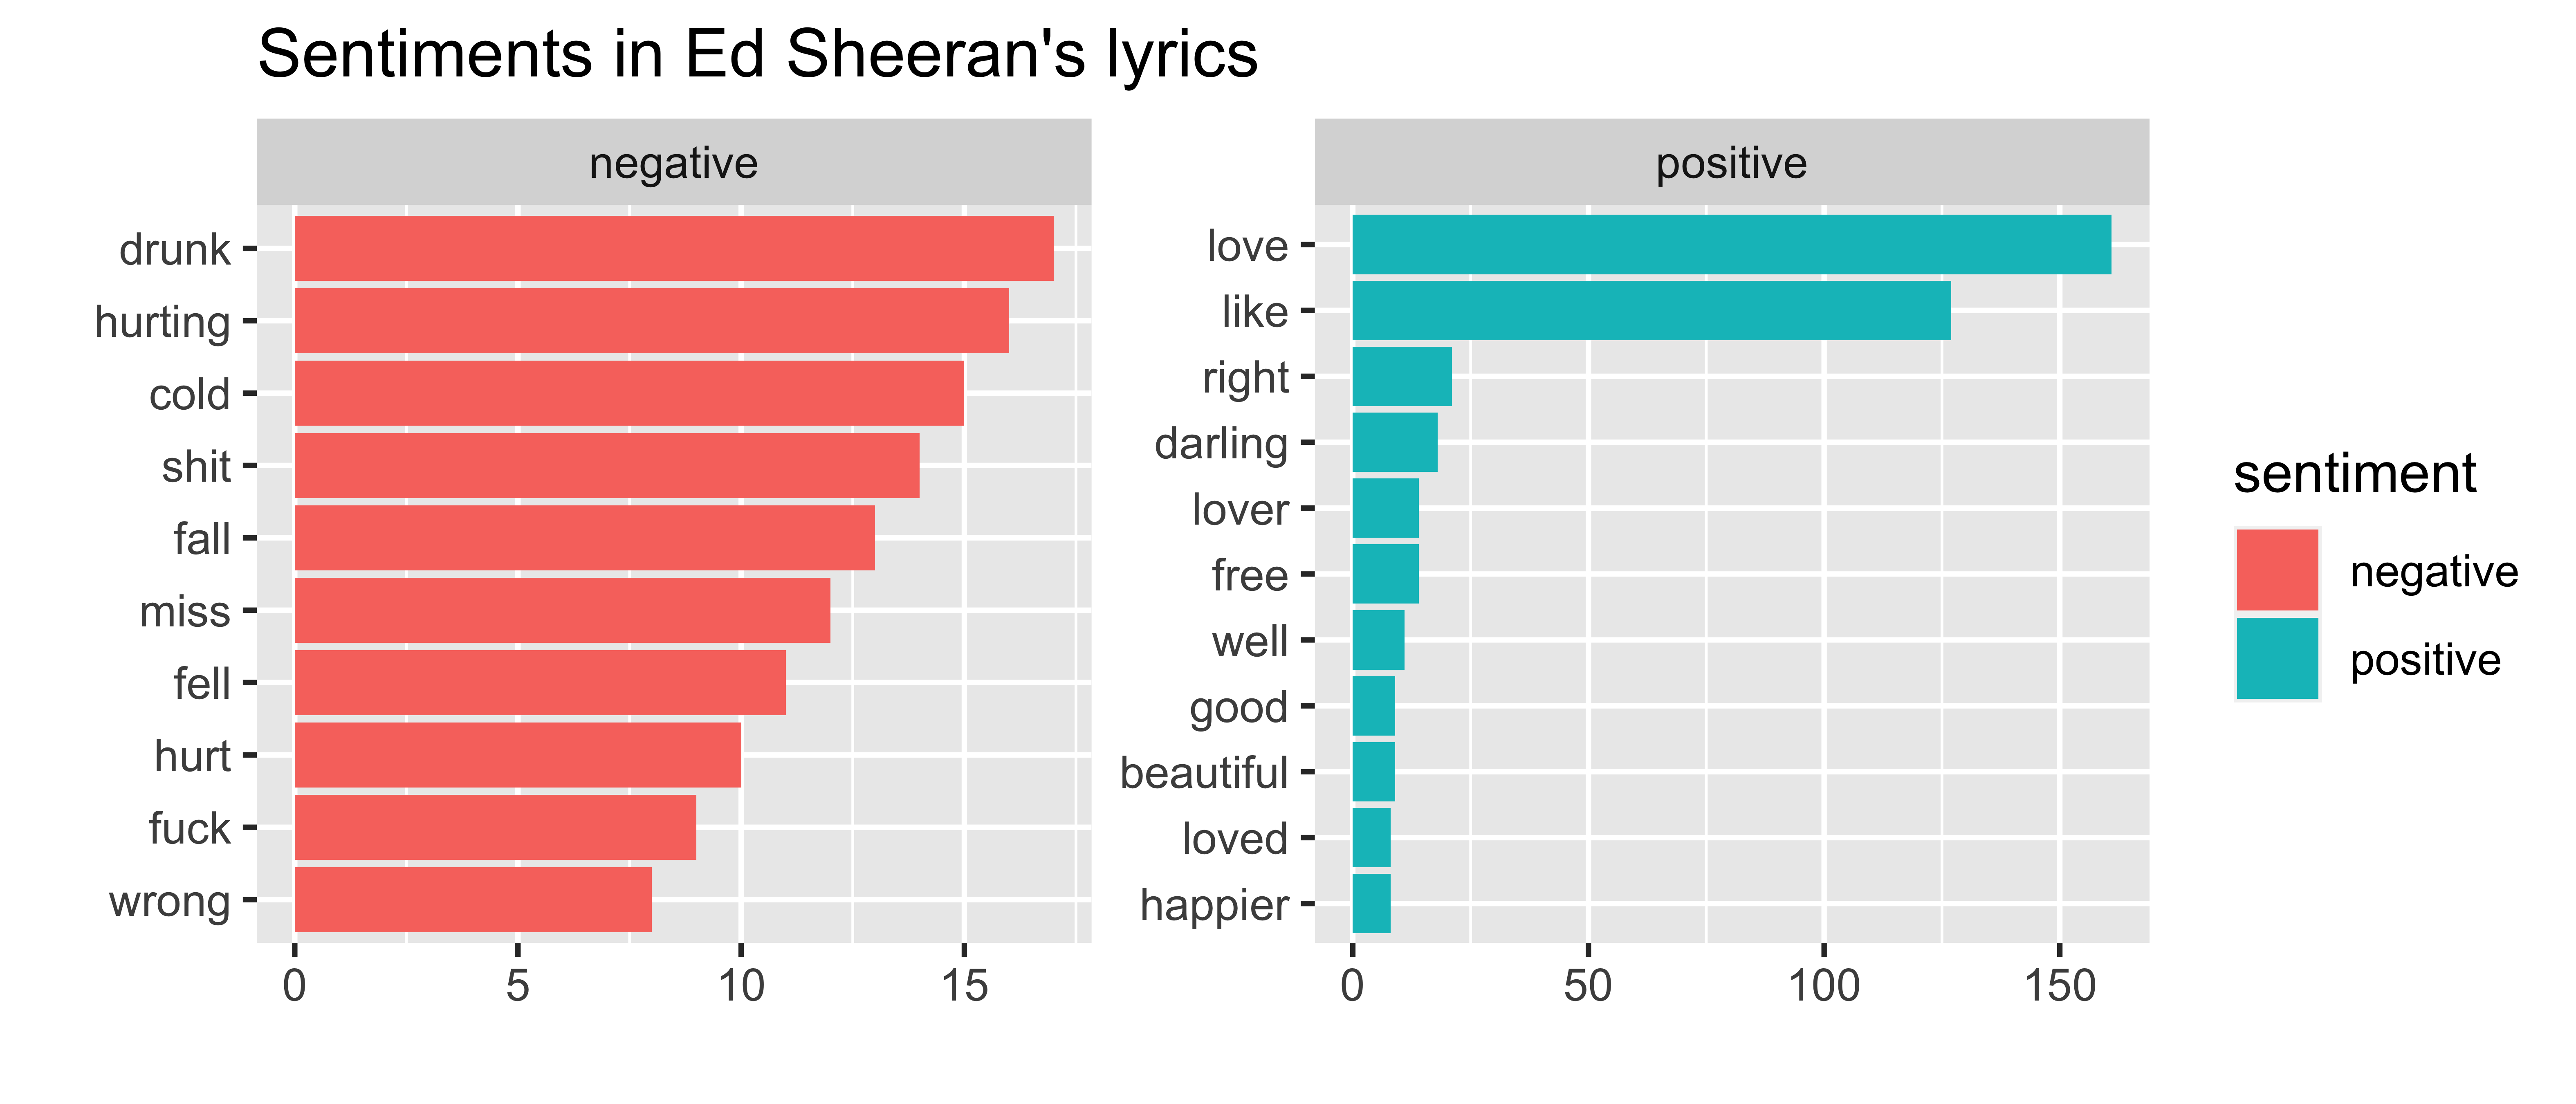 Sentiments in Ed Sheeran's lyrics
negative
drunk
hurting
cold
shit
fall
miss
fell
hurt
fuck
wrong
0 5 10 15
positive
love
like
right
darling
lover
free
well
good
beautiful
loved
happier
0 50 100 150
sentiment
negative
positive